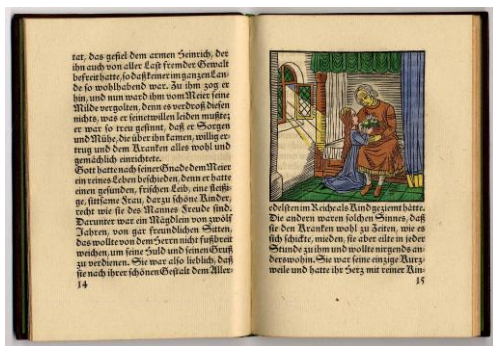 tat, das gefiel dem armen Heinrich, der
ihn auch von aller Last fremder Gewalt
befreit hatte, so daß keiner im ganzen Lan-
de so wohlhabend war. Zu ihm zog er
hin, und nun ward ihm vom Meier seine
Milde vergolten, denn es verdroß diesen
nichts, was er seinetwillen leiden mußte;
er war so treu gesinnt, daß er Sorgen
und Mühe, die über ihn kamen, willig er-
trug und dem Kranken alles wohl und
gemächlich einrichtete.
Gott hatte nach seiner Gnade dem Meier
ein reines Leben beschieden, denn er hatte
einen gesunden, frischen Leib, eine fleißi-
ge, sittsame Frau, darzu schöne Kinder,
recht wie sie des Mannes Freude sind.
Darunter war ein Mägdlein von zwölf
Jahren, von gar freundlichen Sitten,
das wollte von dem Herrn nicht fußbreit
weichen, um seine Huld und seinen Gruß
zu verdienen. Sie war also lieblich, daß
sie nach ihrer schönen Gestalt dem Aller-
14
edelsten im Reiche als Kind geziemt hätte.
Die andern waren solchen Sinnes, daß
sie den Kranken wohl zu Zeiten, wie es
sich schickte, mieden, sie aber eilte in jeder
Stunde zu ihm und wollte nirgends an-
derswohin. Sie war seine einzige Kurz-
weile und hatte ihr Herz mit reiner Kin-
15